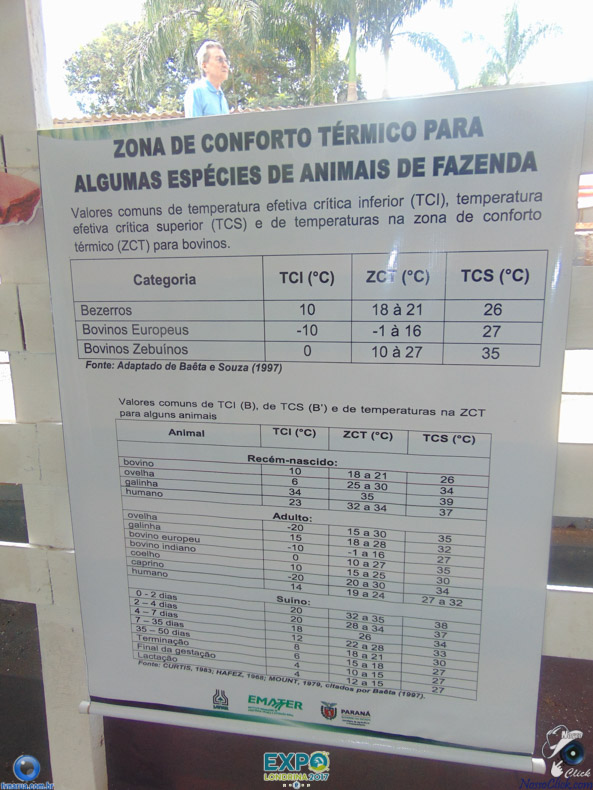 ZONA DE CONFORTO TÉRMICO PARA
ALGUMAS ESPÉCIES DE ANIMAIS DE FAZENDA
Valores comuns de temperatura efetiva crítica inferior (TCI), temperatura
efetiva crítica superior (TCS) e de temperaturas na zona de conforto
térmico (ZCT) para bovinos.
Categoria TCI (°C) ZCT (°C) TCS (°C)
Bezerros 10 18 à 21 26
Bovinos Europeus -10 -1 à 16 27
Bovinos Zebuínos 0 10 à 27 35
Fonte: Adaptado de Baêta e Souza (1997)
Valores comuns de TCI (B), de TCS (B') e de temperaturas na ZCT
para alguns animais
Animal TCI (°C) ZCT (°C) TCS (°C)
Recém-nascido:
bovino 10 18 a 21 26
ovelha 6 25 a 30 34
galinha 34 35 39
humano 23 32 a 34 37
Adulto:
ovelha -20 15 a 30 35
galinha 15 18 a 28 32
bovino europeu -10 -1 a 16 27
bovino indiano 0 10 a 27 35
coelho 10 15 a 25 30
caprino -20 20 a 30 34
humano 14 19 a 24 27 a 32
Suíno:
0 - 2 dias 20 32 a 35 38
2 – 4 dias 20 28 a 34 37
4 – 7 dias 18 26 34
7 – 35 dias 12 22 a 28 33
35 – 50 dias 8 18 a 21 30
Terminação 6 15 a 18 27
Final da gestação 4 10 a 15 27
Lactação 4 12 a 15 27
Fonte: CURTIS, 1983; HAFEZ, 1968; MOUNT, 1979, citados por Baêta (1997).
EMATER
PARANÁ
EXPO
LONDRINA 2017
tvnarua.com.br
Click
NossoClick.com